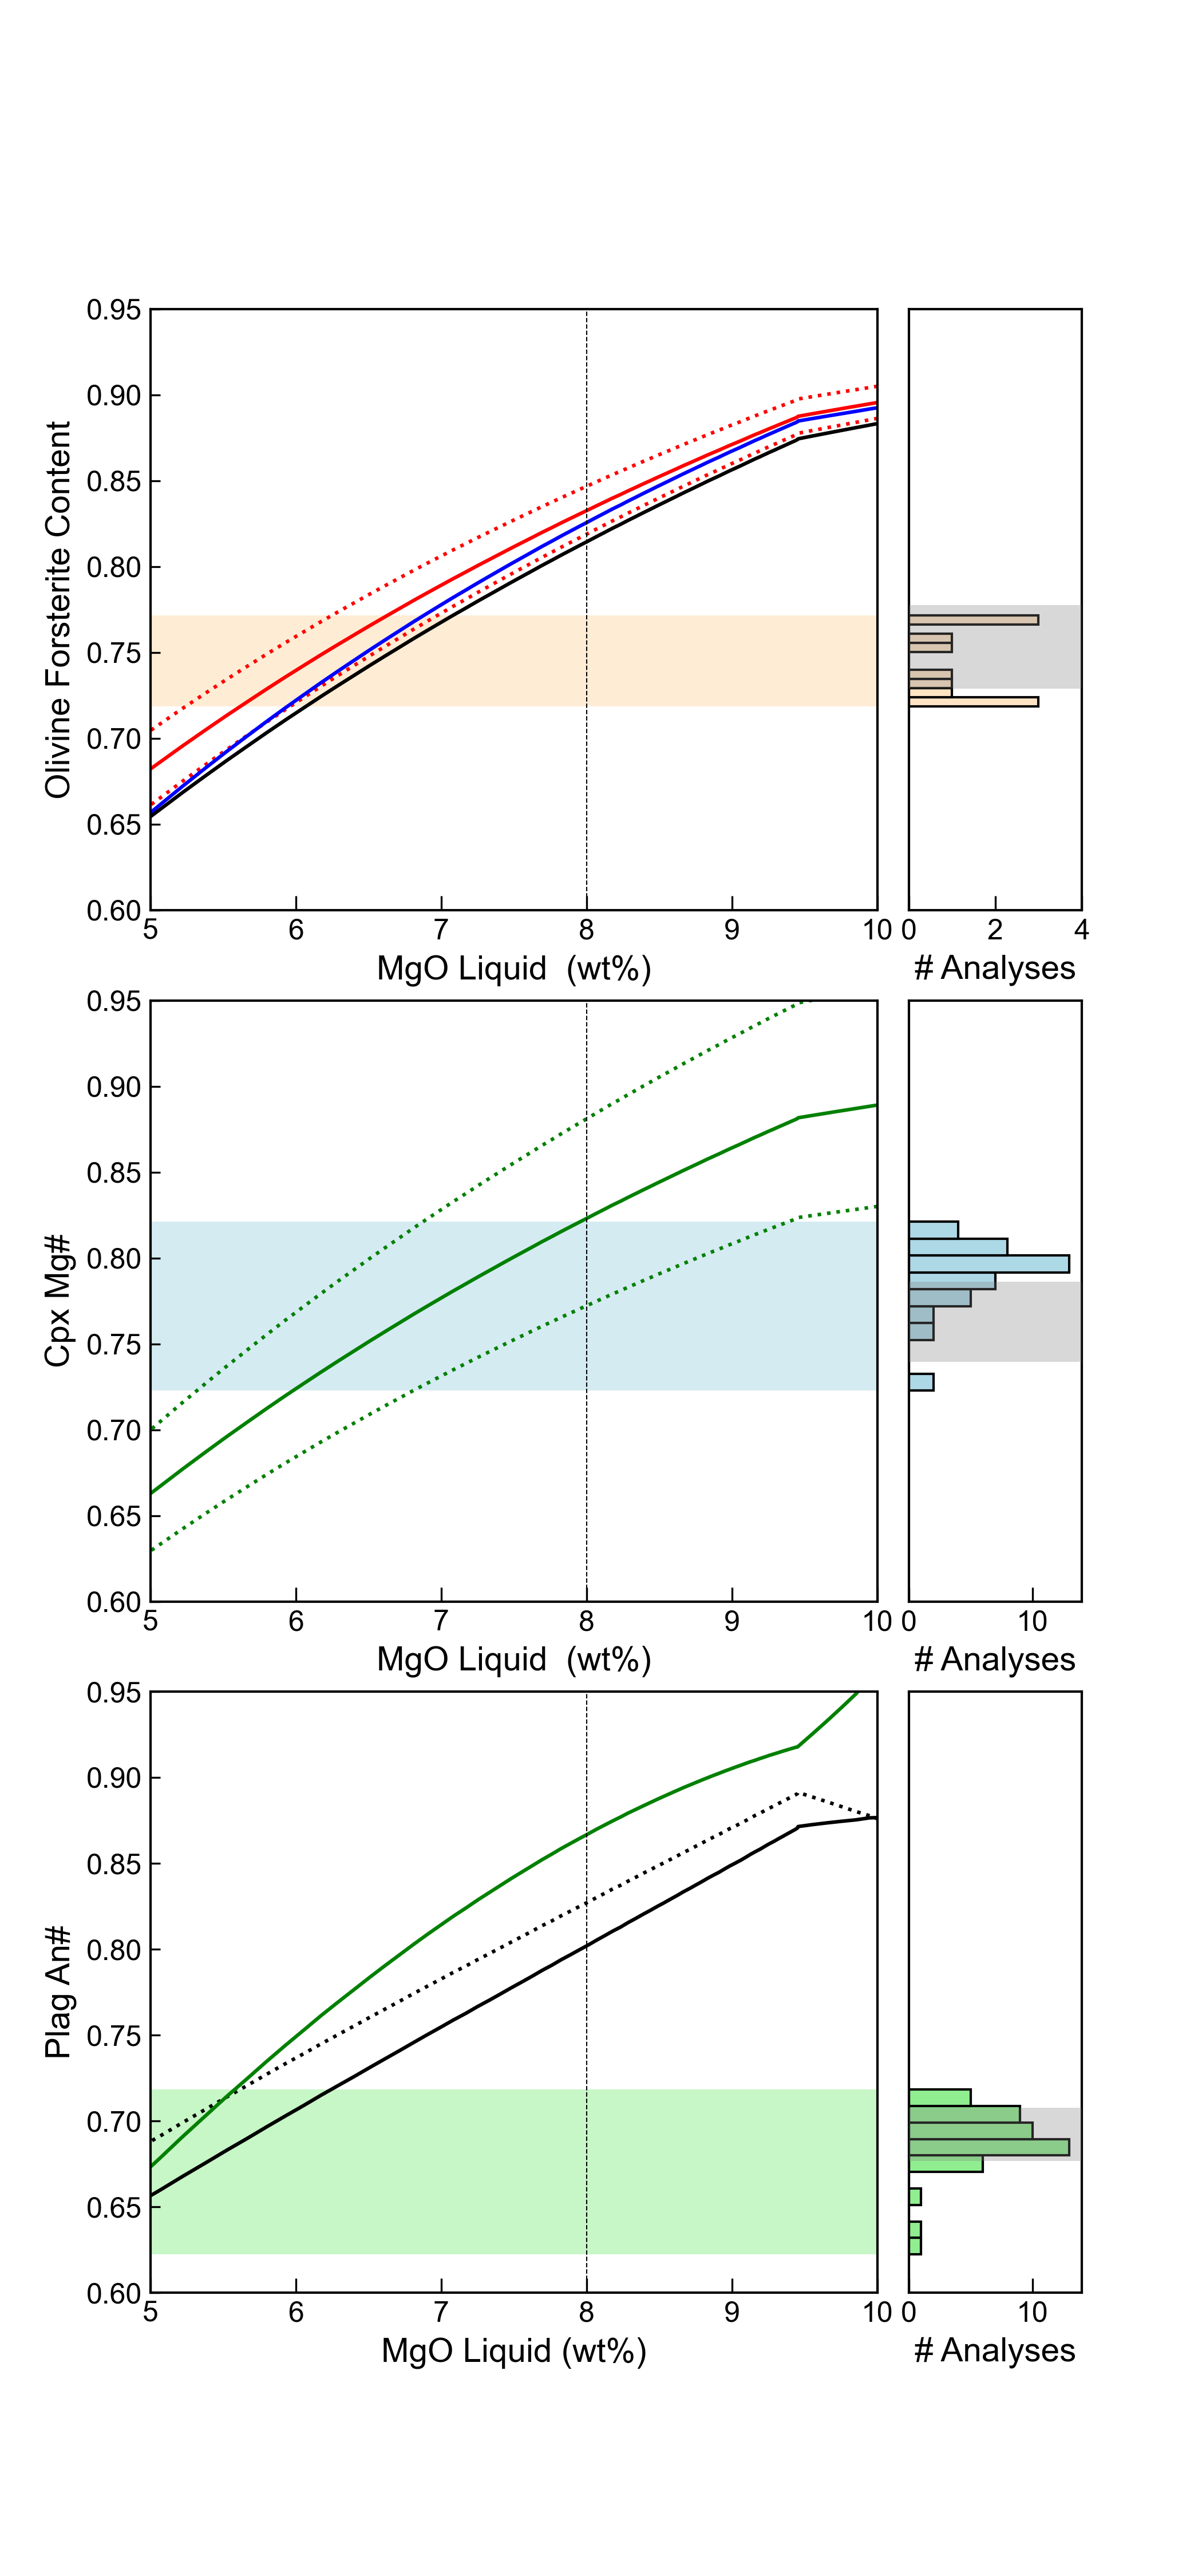 0.95
0.90
0.85
0.80
0.75
0.70
0.65
0.60
Olivine Forsterite Content
5 6 7 8 9 10 0 2 4
MgO Liquid (wt%) # Analyses
0.95
0.90
0.85
0.80
0.75
0.70
0.65
0.60
Cpx Mg#
5 6 7 8 9 10 0 10
MgO Liquid (wt%) # Analyses
0.95
0.90
0.85
0.80
0.75
0.70
0.65
0.60
Plag An#
5 6 7 8 9 10 0 10
MgO Liquid (wt%) # Analyses